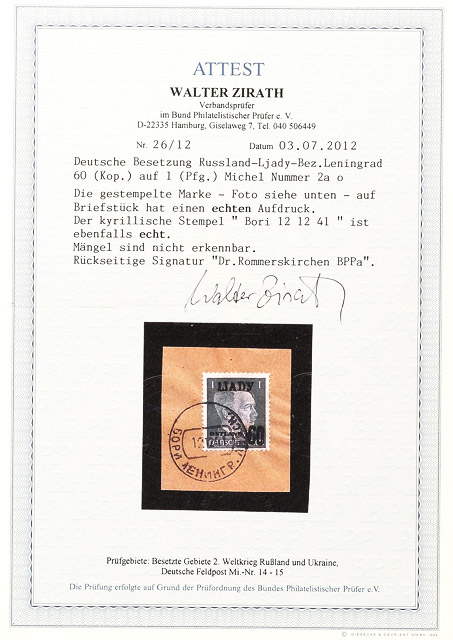 ATTEST
WALTER ZIRATH
Verbandsprüfer
im Bund Philatelistischer Prüfer e. V.
D-22335 Hamburg, Giselaweg 7, Tel. 040 506449
Nr. 26/12 Datum 03.07.2012
Deutsche Besetzung Russland-Ljady-Bez.Leningrad
60 (Kop.) auf 1 (Pfg.) Michel Nummer 2a o
Die gestempelte Marke - Foto siehe unten - auf
Briefstück hat einen echten Aufdruck.
Der kyrillische Stempel " Bori 12 12 41 " ist
ebenfalls echt.
Mängel sind nicht erkennbar.
Rückseitige Signatur "Dr.Rommerskirchen BPPa".
Walter Zirath
1 LJADY 1
60
БОРИ ЛЕНИНГР.
Prüfgebiete: Besetzte Gebiete 2. Weltkrieg Rußland und Ukraine,
Deutsche Feldpost Mi.-Nr. 14 - 15
Die Prüfung erfolgte auf Grund der Prüfordnung des Bundes Philatelistischer Prüfer e.V.